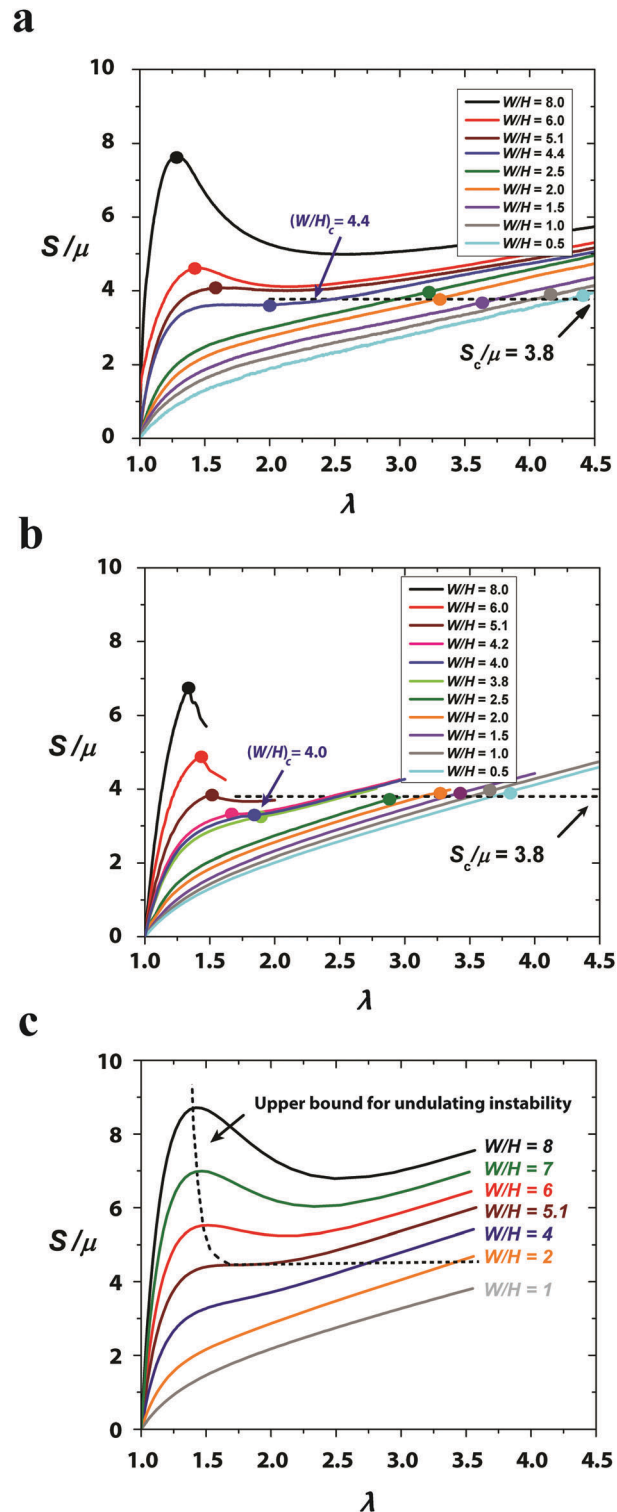 a
10
8
6
4
2
0
S/μ
1.0 1.5 2.0 2.5 3.0 3.5 4.0 4.5
λ
W/H = 8.0
W/H = 6.0
W/H = 5.1
W/H = 4.4
W/H = 2.5
W/H = 2.0
W/H = 1.5
W/H = 1.0
W/H = 0.5
(W/H)c = 4.4
Sc/μ = 3.8
b
10
8
6
4
2
0
S/μ
1.0 1.5 2.0 2.5 3.0 3.5 4.0 4.5
λ
W/H = 8.0
W/H = 6.0
W/H = 5.1
W/H = 4.2
W/H = 4.0
W/H = 3.8
W/H = 2.5
W/H = 2.0
W/H = 1.5
W/H = 1.0
W/H = 0.5
(W/H)c = 4.0
Sc/μ = 3.8
c
10
8
6
4
2
0
S/μ
1.0 1.5 2.0 2.5 3.0 3.5 4.0 4.5
λ
Upper bound for undulating instability
W/H = 8
W/H = 7
W/H = 6
W/H = 5.1
W/H = 4
W/H = 2
W/H = 1